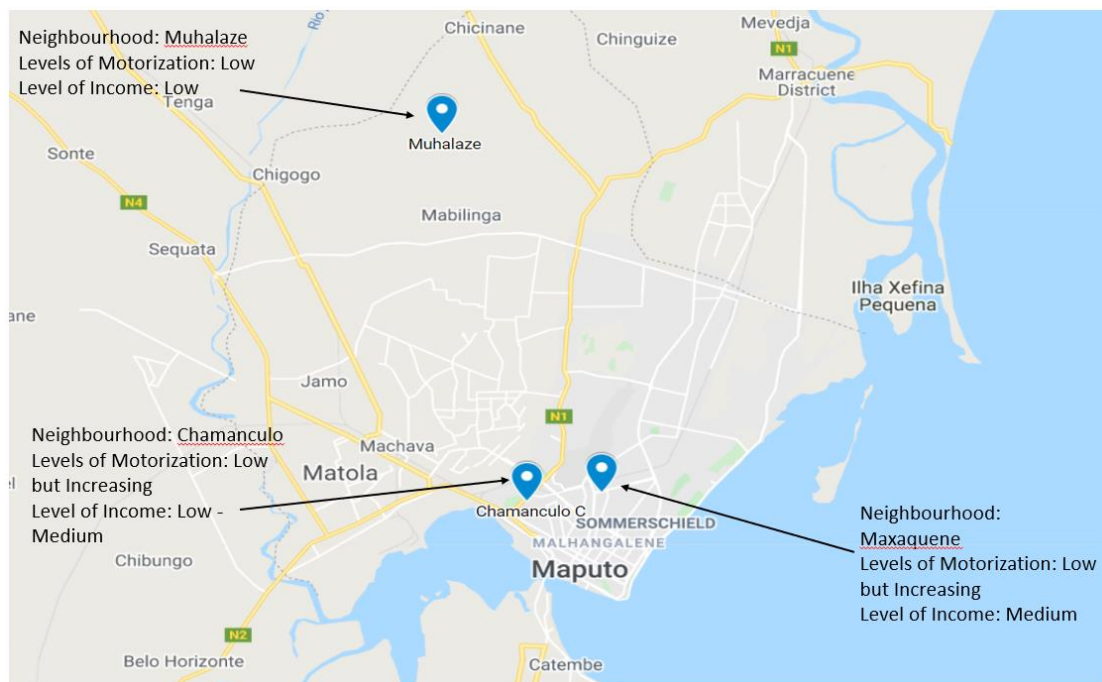 Neighbourhood: Muhalaze
Levels of Motorization: Low
Level of Income: Low
Mevedja
Chicinane
Chinguize
N1
Marracuene
District
Tenga
Muhalaze
Sonte
Chigogo
N4
Mabilinga
Sequata
Ilha Xefina
Pequena
ane
Jamo
N1
Neighbourhood: Chamanculo
Levels of Motorization: Low
but Increasing
Level of Income: Low -
Medium
Machava
Matola
Chamanculo C
SOMMERSCHIELD
MALHANGALENE
Maputo
Neighbourhood:
Maxaquene
Levels of Motorization: Low
but Increasing
Level of Income: Medium
Chibungo
N2
Belo Horizonte
Catembe